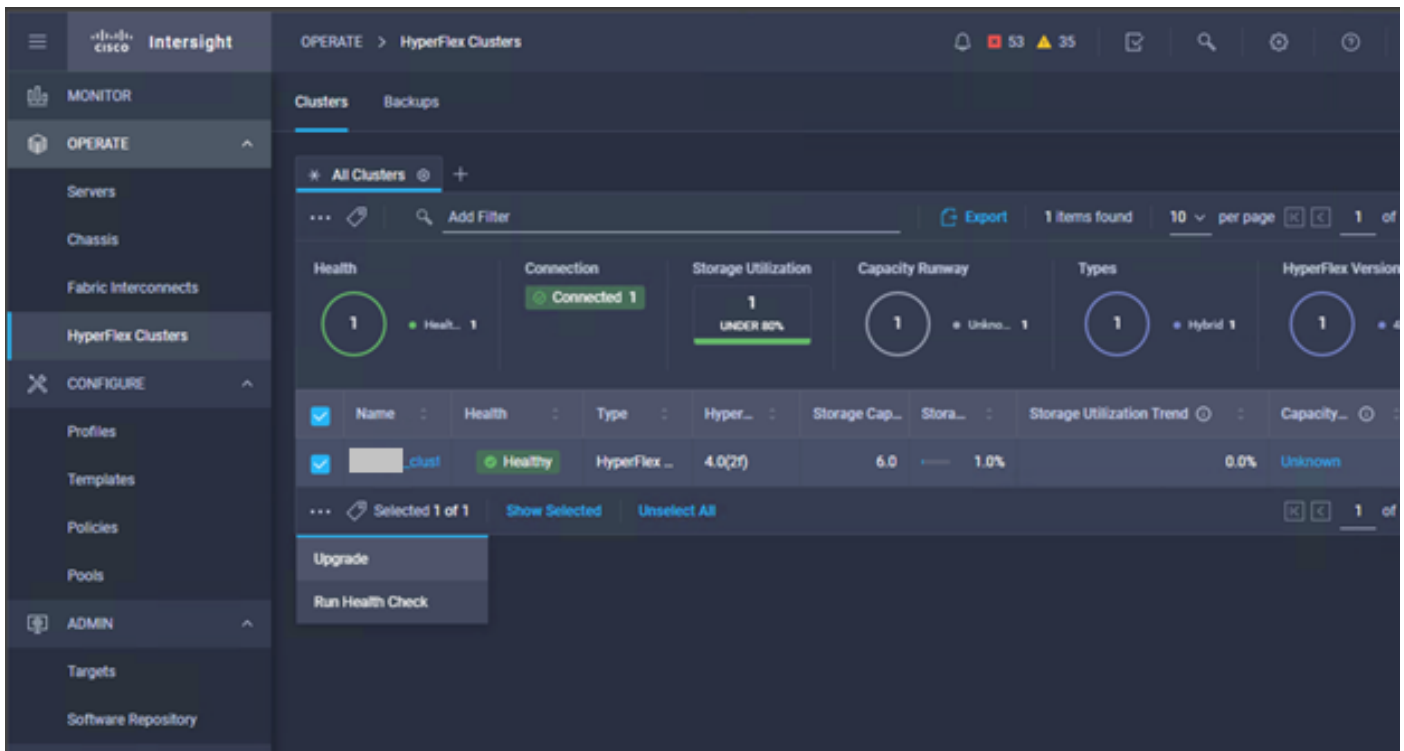 cisco Intersight
OPERATE > HyperFlex Clusters
53 35
MONITOR
OPERATE
Servers
Chassis
Fabric Interconnects
HyperFlex Clusters
CONFIGURE
Profiles
Templates
Policies
Pools
ADMIN
Targets
Software Repository
Clusters Backups
All Clusters +
... Add Filter Export 1 items found 10 per page 1 of
Health Connection Storage Utilization Capacity Runway Types HyperFlex Version
1 Healt... 1 Connected 1 1 UNDER 80% 1 Unkno... 1 1 Hybrid 1 1 4
Name Health Type Hyper... Storage Cap... Stora... Storage Utilization Trend Capacity...
_clust Healthy HyperFlex ... 4.0(2f) 6.0 1.0% 0.0% Unknown
... Selected 1 of 1 Show Selected Unselect All 1 of
Upgrade
Run Health Check